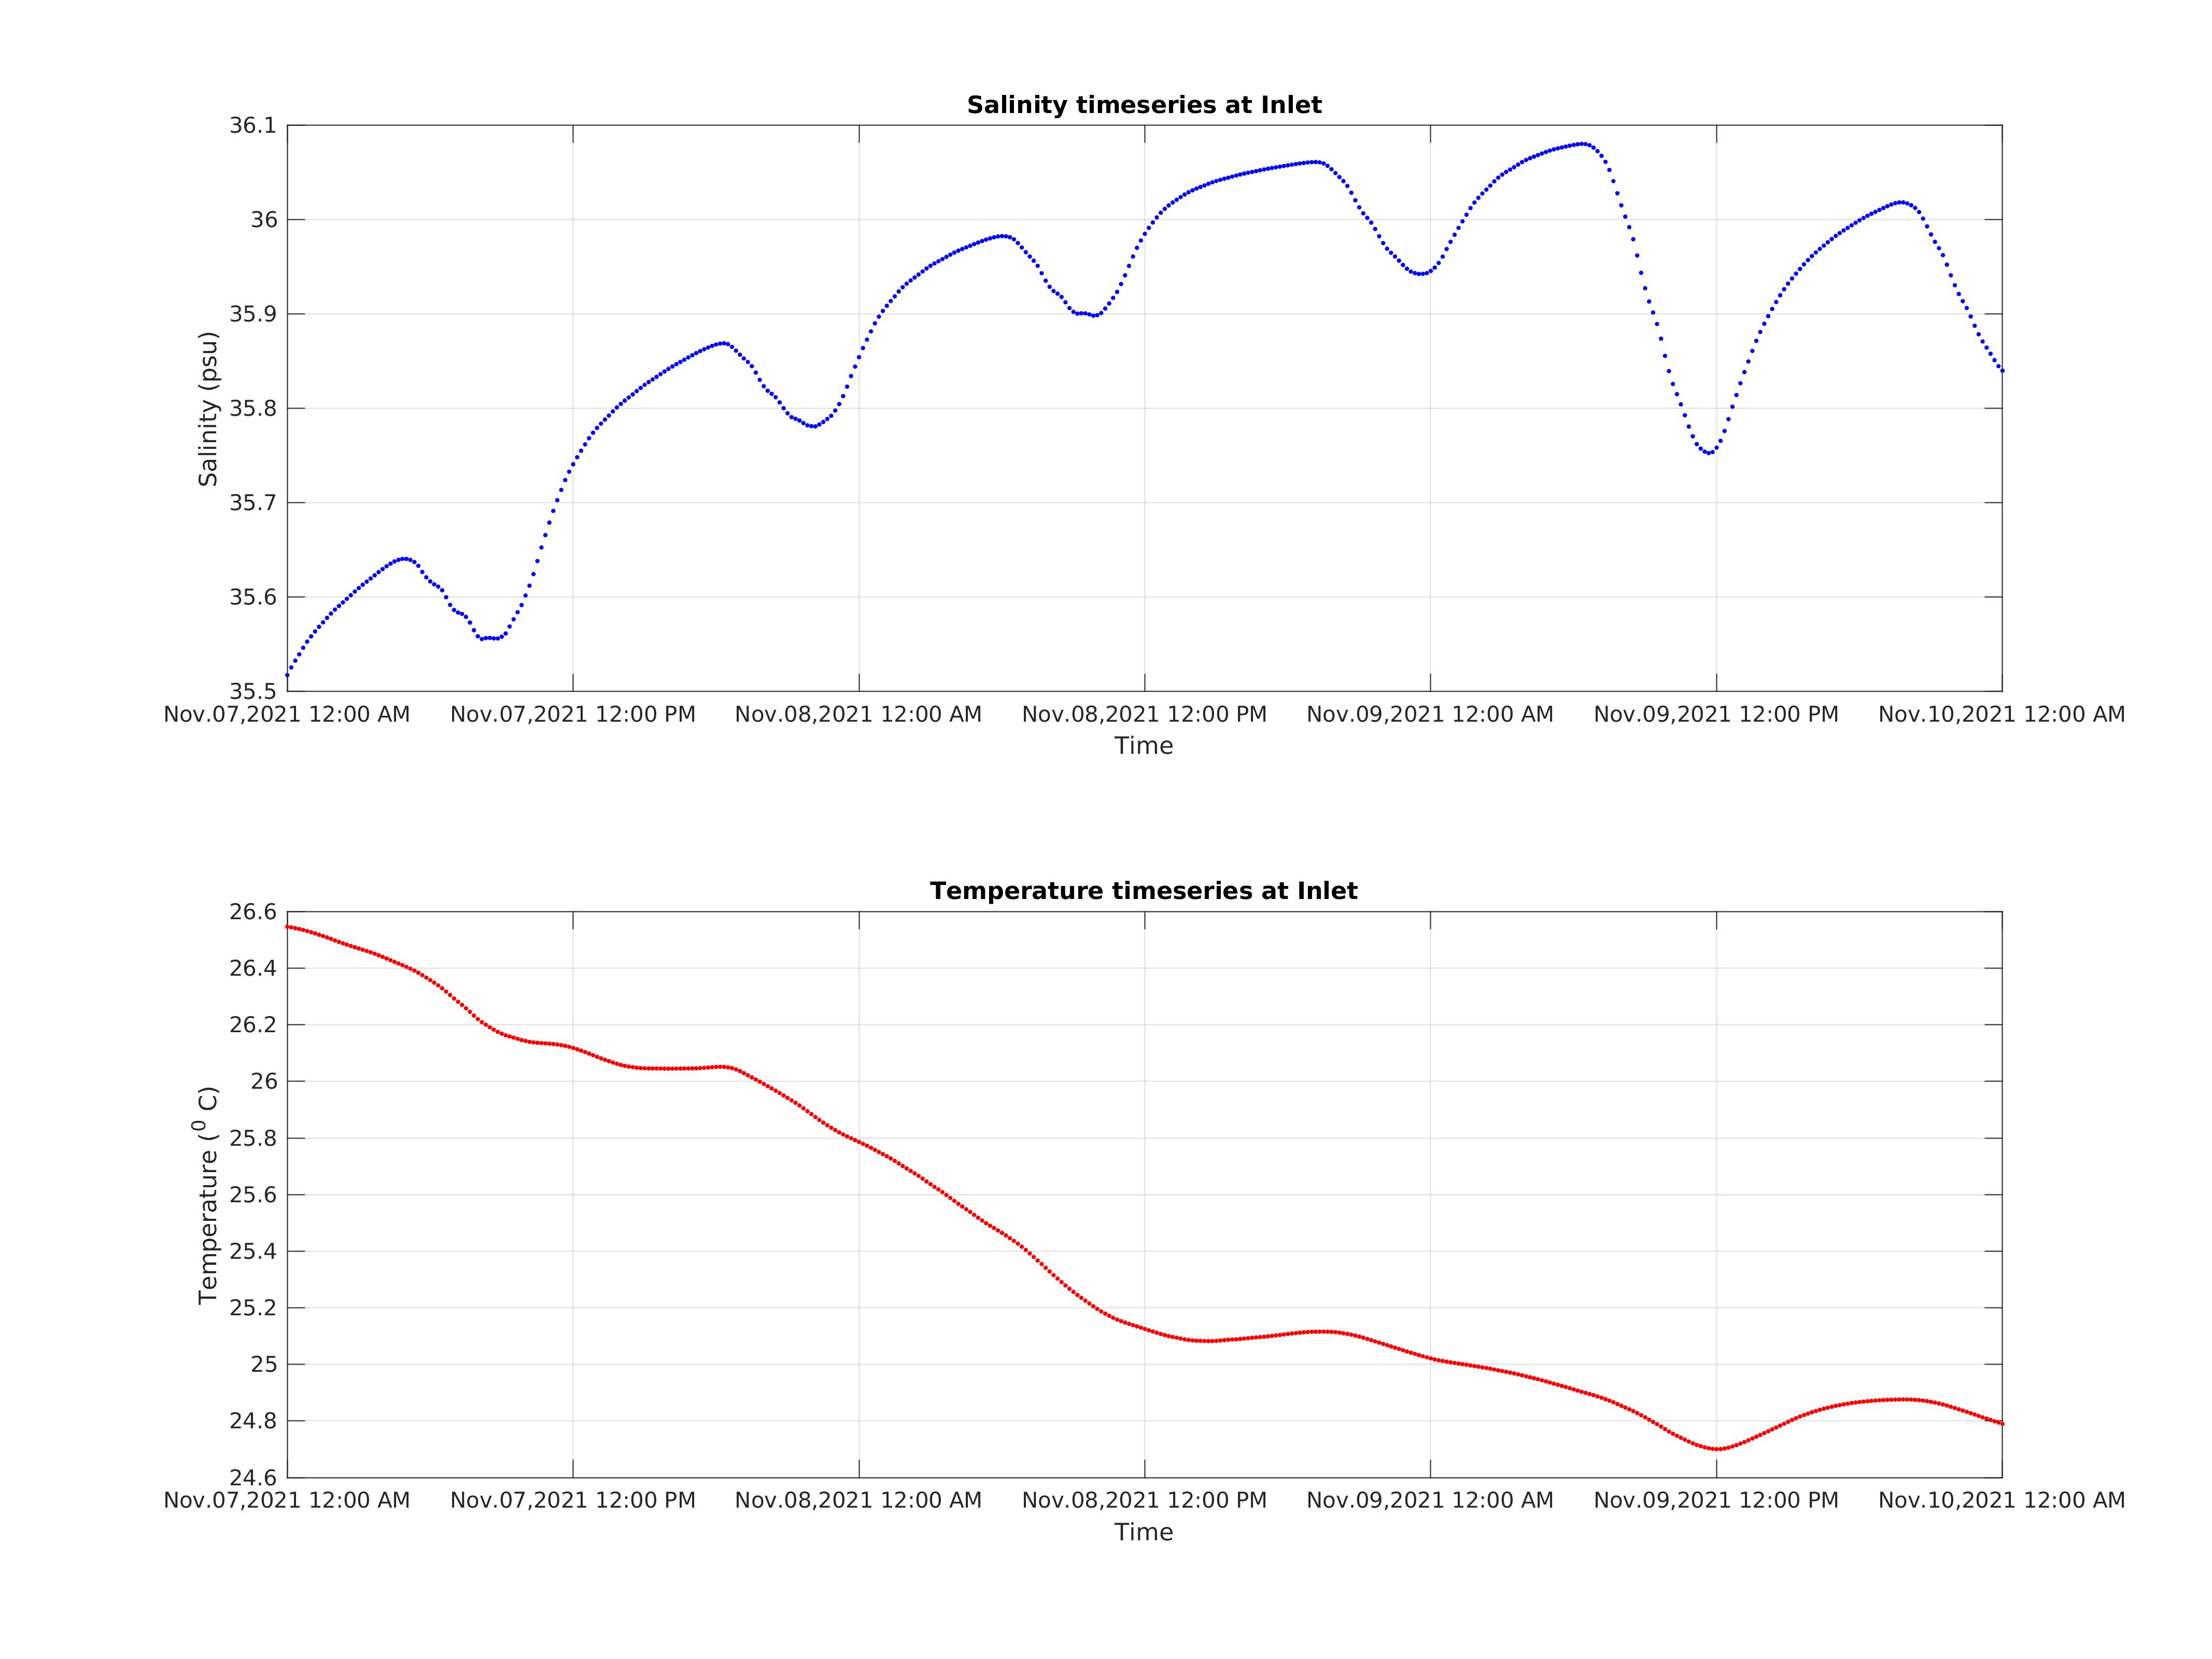 Salinity timeseries at Inlet
36.1
36
35.9
35.8
35.7
35.6
35.5
Salinity (psu)
Nov.07,2021 12:00 AM Nov.07,2021 12:00 PM Nov.08,2021 12:00 AM Nov.08,2021 12:00 PM Nov.09,2021 12:00 AM Nov.09,2021 12:00 PM Nov.10,2021 12:00 AM
Time
Temperature timeseries at Inlet
26.6
26.4
26.2
26
25.8
25.6
25.4
25.2
25
24.8
24.6
Temperature (⁰ C)
Nov.07,2021 12:00 AM Nov.07,2021 12:00 PM Nov.08,2021 12:00 AM Nov.08,2021 12:00 PM Nov.09,2021 12:00 AM Nov.09,2021 12:00 PM Nov.10,2021 12:00 AM
Time